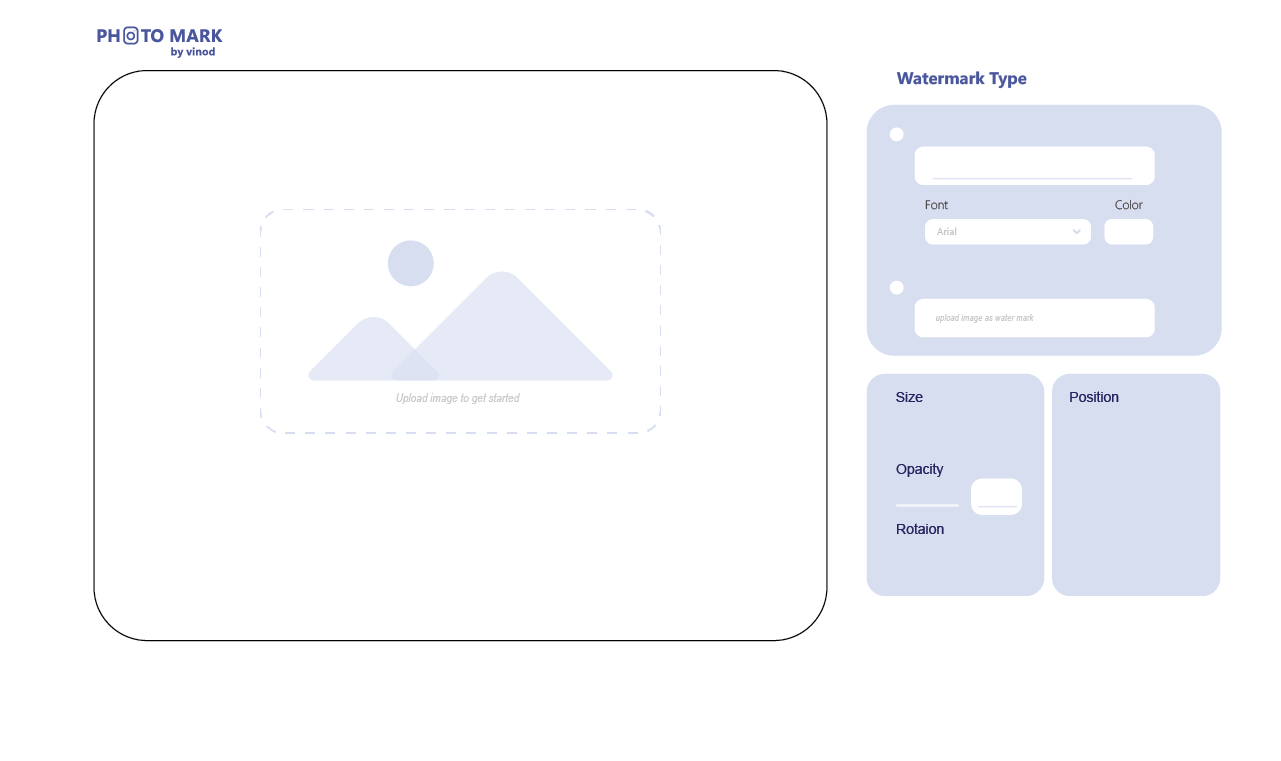 PHOTO MARK
by vinod
Watermark Type
Font Color
Arial
upload image as water mark
Upload image to get started
Size
Position
Opacity
Rotaion